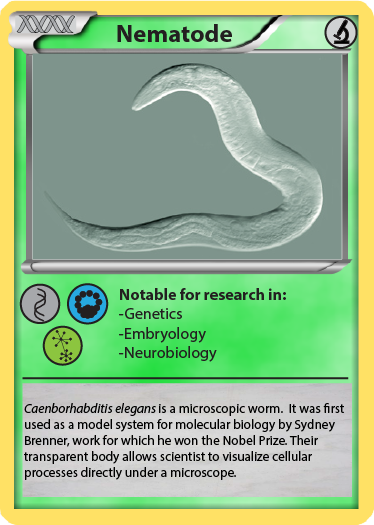 Nematode
Notable for research in:
-Genetics
-Embryology
-Neurobiology
Caenborhabditis elegans is a microscopic worm. It was first
used as a model system for molecular biology by Sydney
Brenner, work for which he won the Nobel Prize. Their
transparent body allows scientist to visualize cellular
processes directly under a microscope.